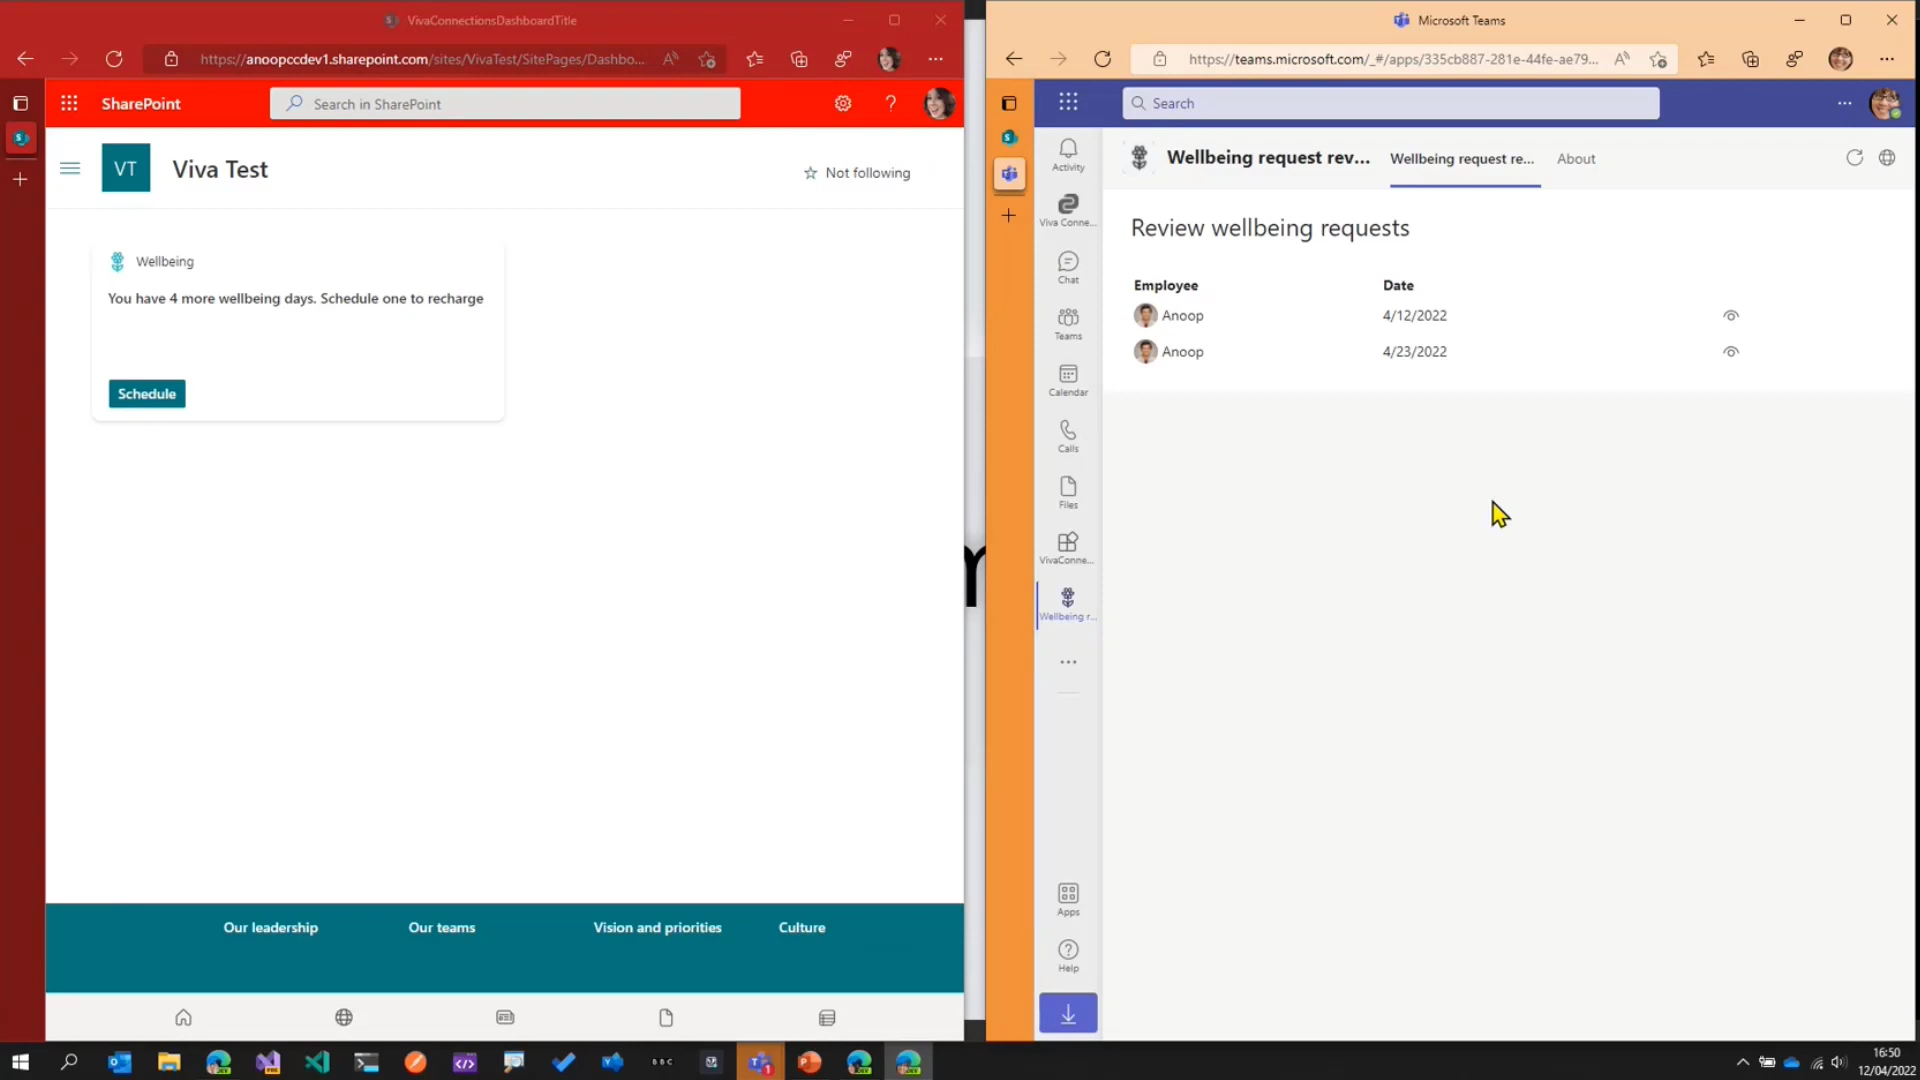 VivaConnectionsDashboardTitle
https://anoopccdev1.sharepoint.com/sites/VivaTest/SitePages/Dashbo...
SharePoint
Search in SharePoint
?
VT
Viva Test
Not following
Wellbeing
You have 4 more wellbeing days. Schedule one to recharge
Schedule
Our leadership
Our teams
Vision and priorities
Culture
Microsoft Teams
https://teams.microsoft.com/_#/apps/335cb887-281e-44fe-ae79...
Search
Activity
Viva Conne...
Chat
Teams
Calendar
Calls
Files
VivaConne...
Wellbeing r...
Apps
Help
Wellbeing request rev...
Wellbeing request re...
About
Review wellbeing requests
Employee
Date
Anoop
4/12/2022
Anoop
4/23/2022
m
BBC
16:50
12/04/2022